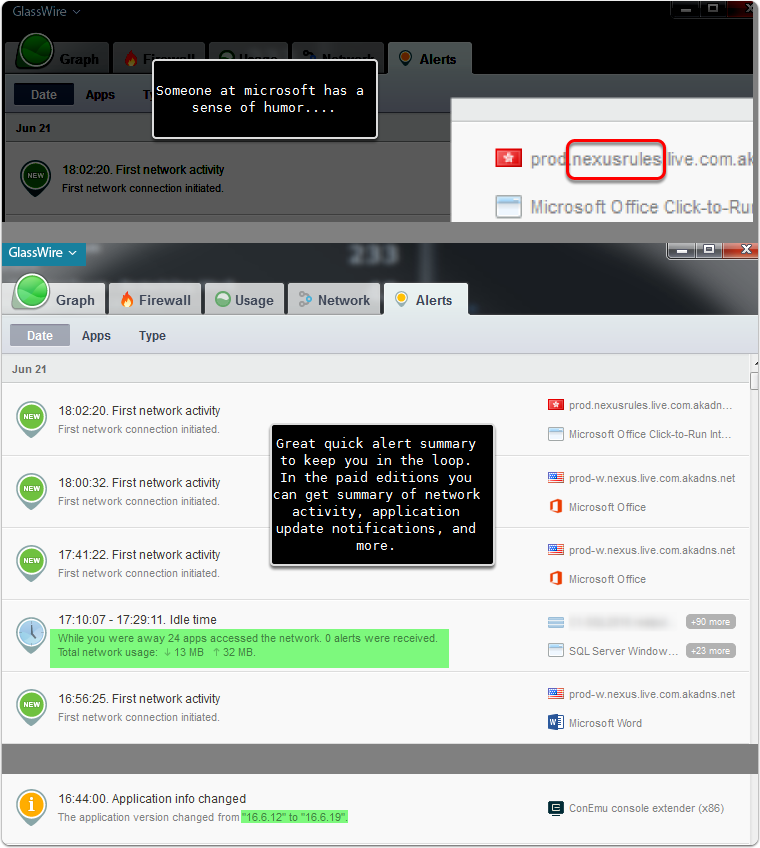 GlassWire
Graph Firewall Usage Network Alerts
Someone at microsoft has a
sense of humor....
Date Apps Ty
Jun 21
NEW 18:02:20. First network activity
First network connection initiated.
prod.nexusrules.live.com.ak
Microsoft Office Click-to-Ru
233
GlassWire
Graph Firewall Usage Network Alerts
Date Apps Type
Jun 21
NEW 18:02:20. First network activity
First network connection initiated.
prod.nexusrules.live.com.akadn...
Microsoft Office Click-to-Run Int...
Great quick alert summary
to keep you in the loop.
In the paid editions you
can get summary of network
activity, application
update notifications, and
more.
NEW 18:00:32. First network activity
First network connection initiated.
prod-w.nexus.live.com.akadns.net
Microsoft Office
NEW 17:41:22. First network activity
First network connection initiated.
prod-w.nexus.live.com.akadns.net
Microsoft Office
17:10:07 - 17:29:11. Idle time
While you were away 24 apps accessed the network. 0 alerts were received.
Total network usage: ↓ 13 MB ↑ 32 MB.
+90 more
SQL Server Window... +23 more
NEW 16:56:25. First network activity
First network connection initiated.
prod-w.nexus.live.com.akadns.net
Microsoft Word
16:44:00. Application info changed
The application version changed from "16.6.12" to "16.6.19".
ConEmu console extender (x86)